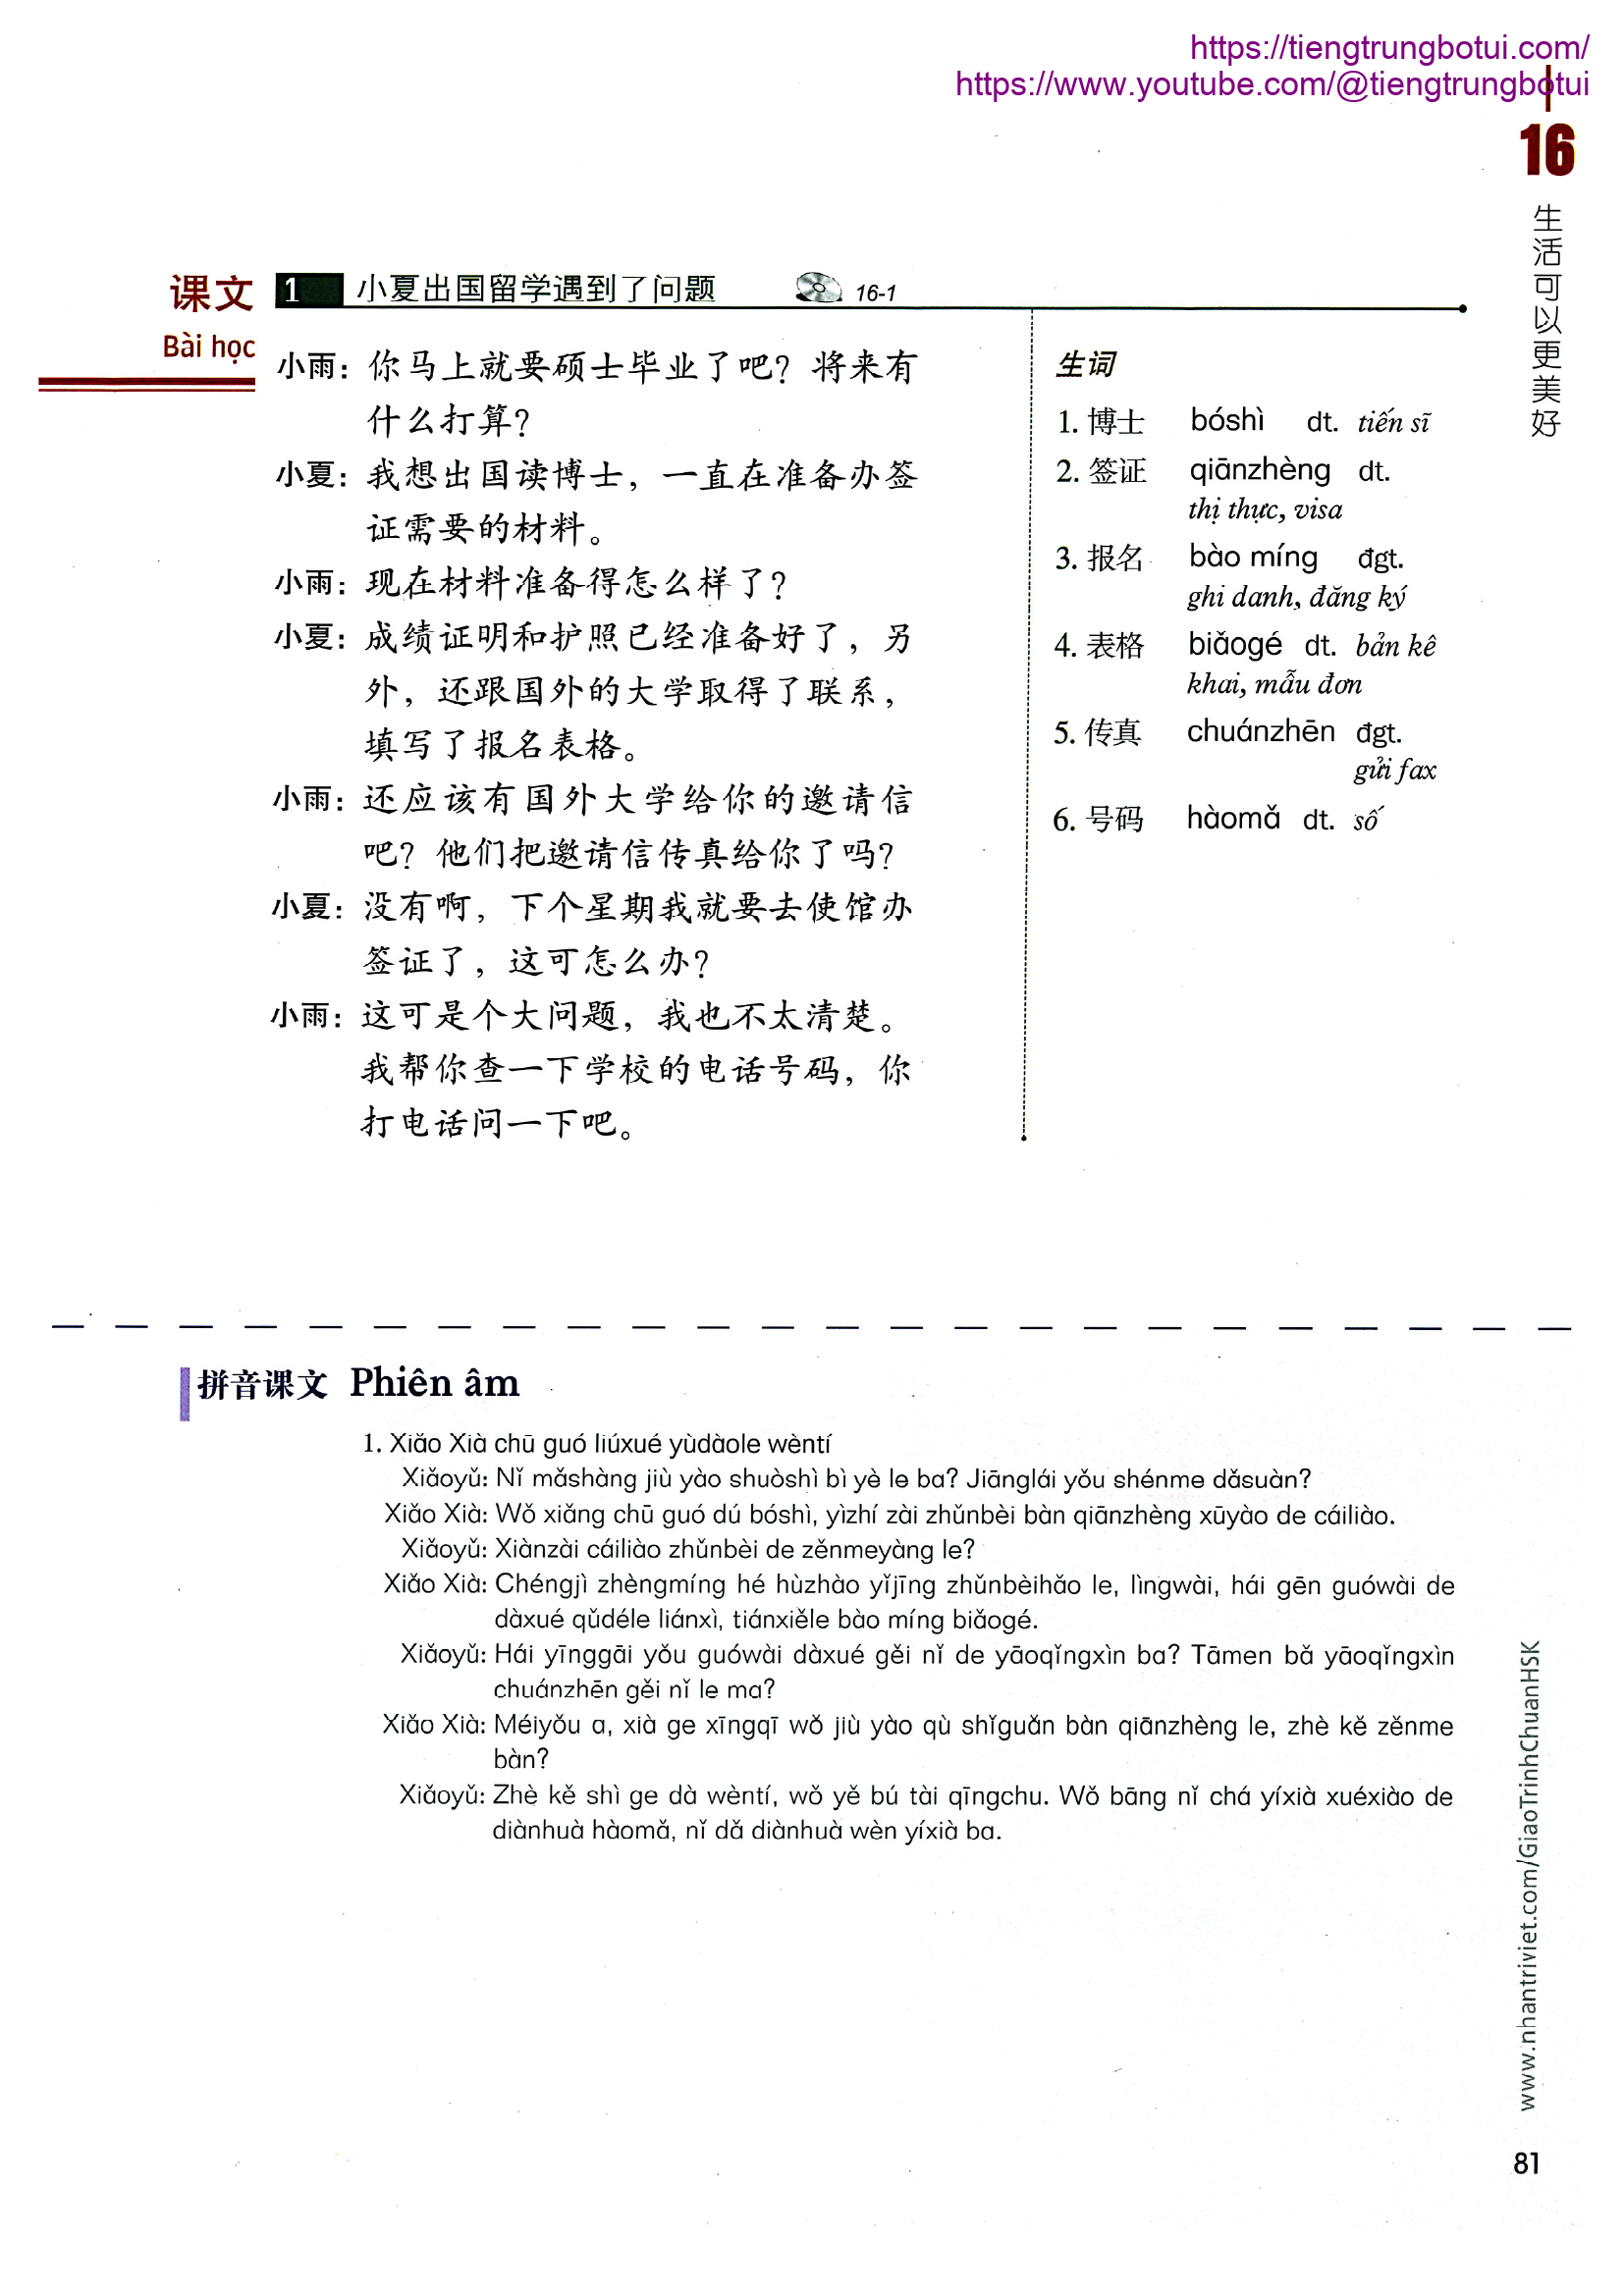 https://tiengtrungbotui.com/
https://www.youtube.com/@tiengtrungbotui
16
生活可以更美好
课文 1 小夏出国留学遇到了问题 16-1
Bài học
小雨：你马上就要硕士毕业了吧？将来有
什么打算？
小夏：我想出国读博士，一直在准备办签
证需要的材料。
小雨：现在材料准备得怎么样了？
小夏：成绩证明和护照已经准备好了，另
外，还跟国外的大学取得了联系，
填写了报名表格。
小雨：还应该有国外大学给你的邀请信
吧？他们把邀请信传真给你了吗？
小夏：没有啊，下个星期我就要去使馆办
签证了，这可怎么办？
小雨：这可是个大问题，我也不太清楚。
我帮你查一下学校的电话号码，你
打电话问一下吧。
生词
1. 博士 bóshì dt. tiến sĩ
2. 签证 qiānzhèng dt.
thị thực, visa
3. 报名 bào míng đgt.
ghi danh, đăng ký
4. 表格 biǎogé dt. bản kê
khai, mẫu đơn
5. 传真 chuánzhēn đgt.
gửi fax
6. 号码 hàomǎ dt. số
拼音课文 Phiên âm
1. Xiǎo Xià chū guó liúxué yùdàole wèntí
Xiǎoyǔ: Nǐ mǎshàng jiù yào shuòshì bì yè le ba? Jiānglái yǒu shénme dǎsuàn?
Xiǎo Xià: Wǒ xiǎng chū guó dú bóshì, yìzhí zài zhǔnbèi bàn qiānzhèng xūyào de cáiliào.
Xiǎoyǔ: Xiànzài cáiliào zhǔnbèi de zěnmeyàng le?
Xiǎo Xià: Chéngjì zhèngmíng hé hùzhào yǐjīng zhǔnbèihǎo le, lìngwài, hái gēn guówài de
dàxué qǔdéle liánxì, tiánxiěle bào míng biǎogé.
Xiǎoyǔ: Hái yīnggāi yǒu guówài dàxué gěi nǐ de yāoqǐngxìn ba? Tāmen bǎ yāoqǐngxìn
chuánzhēn gěi nǐ le ma?
Xiǎo Xià: Méiyǒu a, xià ge xīngqī wǒ jiù yào qù shǐguǎn bàn qiānzhèng le, zhè kě zěnme
bàn?
Xiǎoyǔ: Zhè kě shì ge dà wèntí, wǒ yě bú tài qīngchu. Wǒ bāng nǐ chá yíxià xuéxiào de
diànhuà hàomǎ, nǐ dǎ diànhuà wèn yíxià ba.
www.nhantriviet.com/GiaoTrinhChuanHSK
81